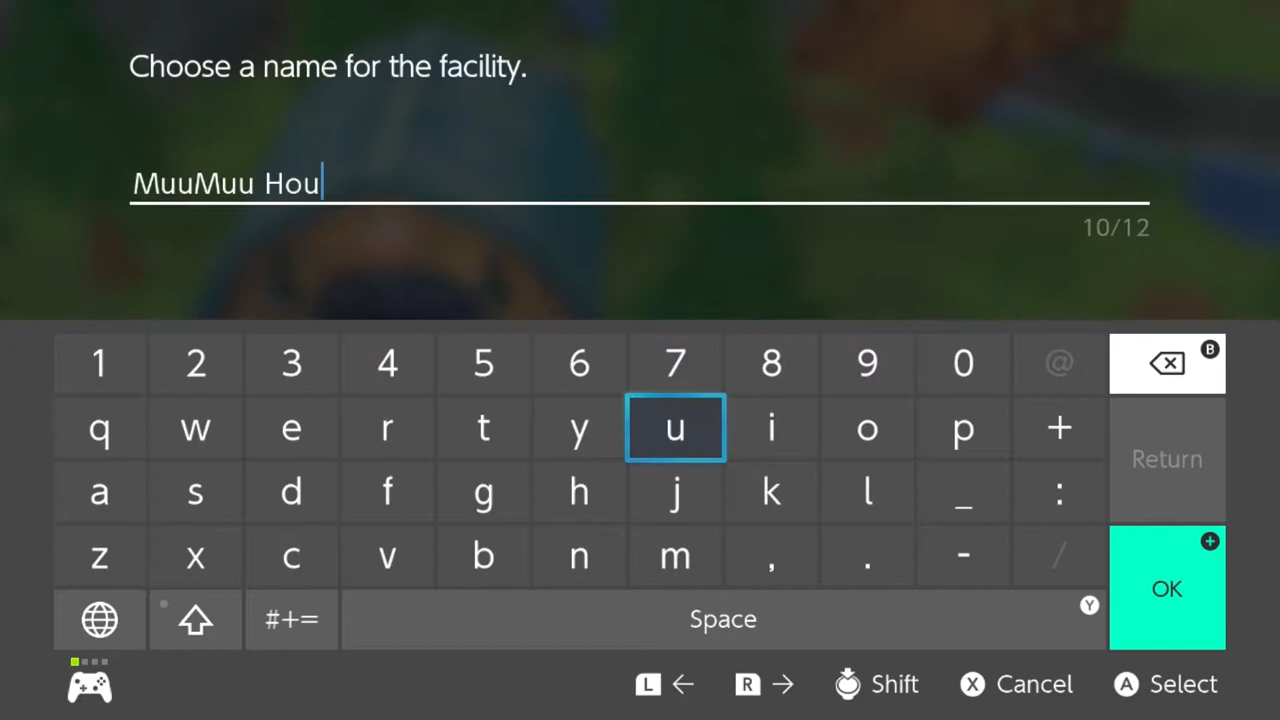 Choose a name for the facility.
MuuMuu Hou
10/12
1 2 3 4 5 6 7 8 9 0 @ B
q w e r t y u i o p +
Return
a s d f g h j k l _ :
z x c v b n m , . - /
OK
#+= Space Y
L ← R → Shift X Cancel A Select